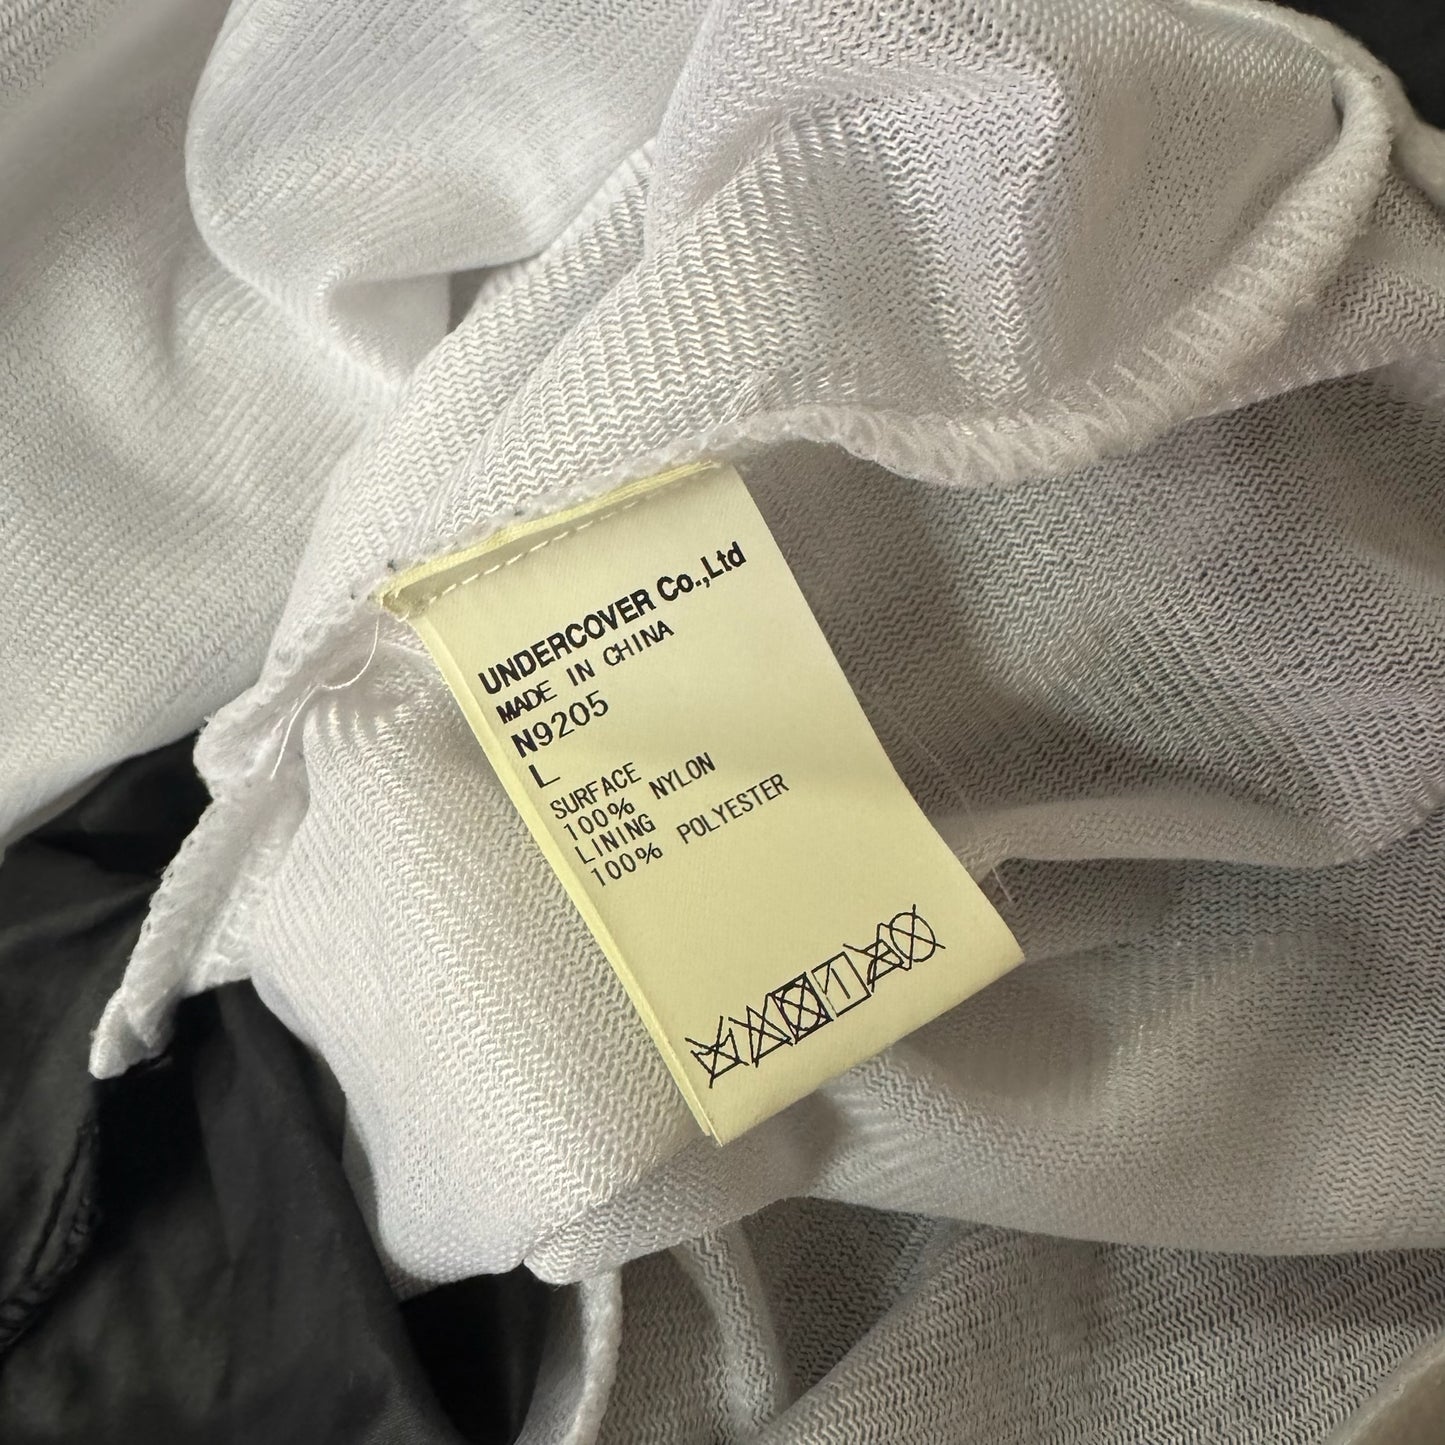 UNDERCOVER Co.,Ltd
MADE IN CHINA
N9205
L
SURFACE
100% NYLON
LINING
100% POLYESTER